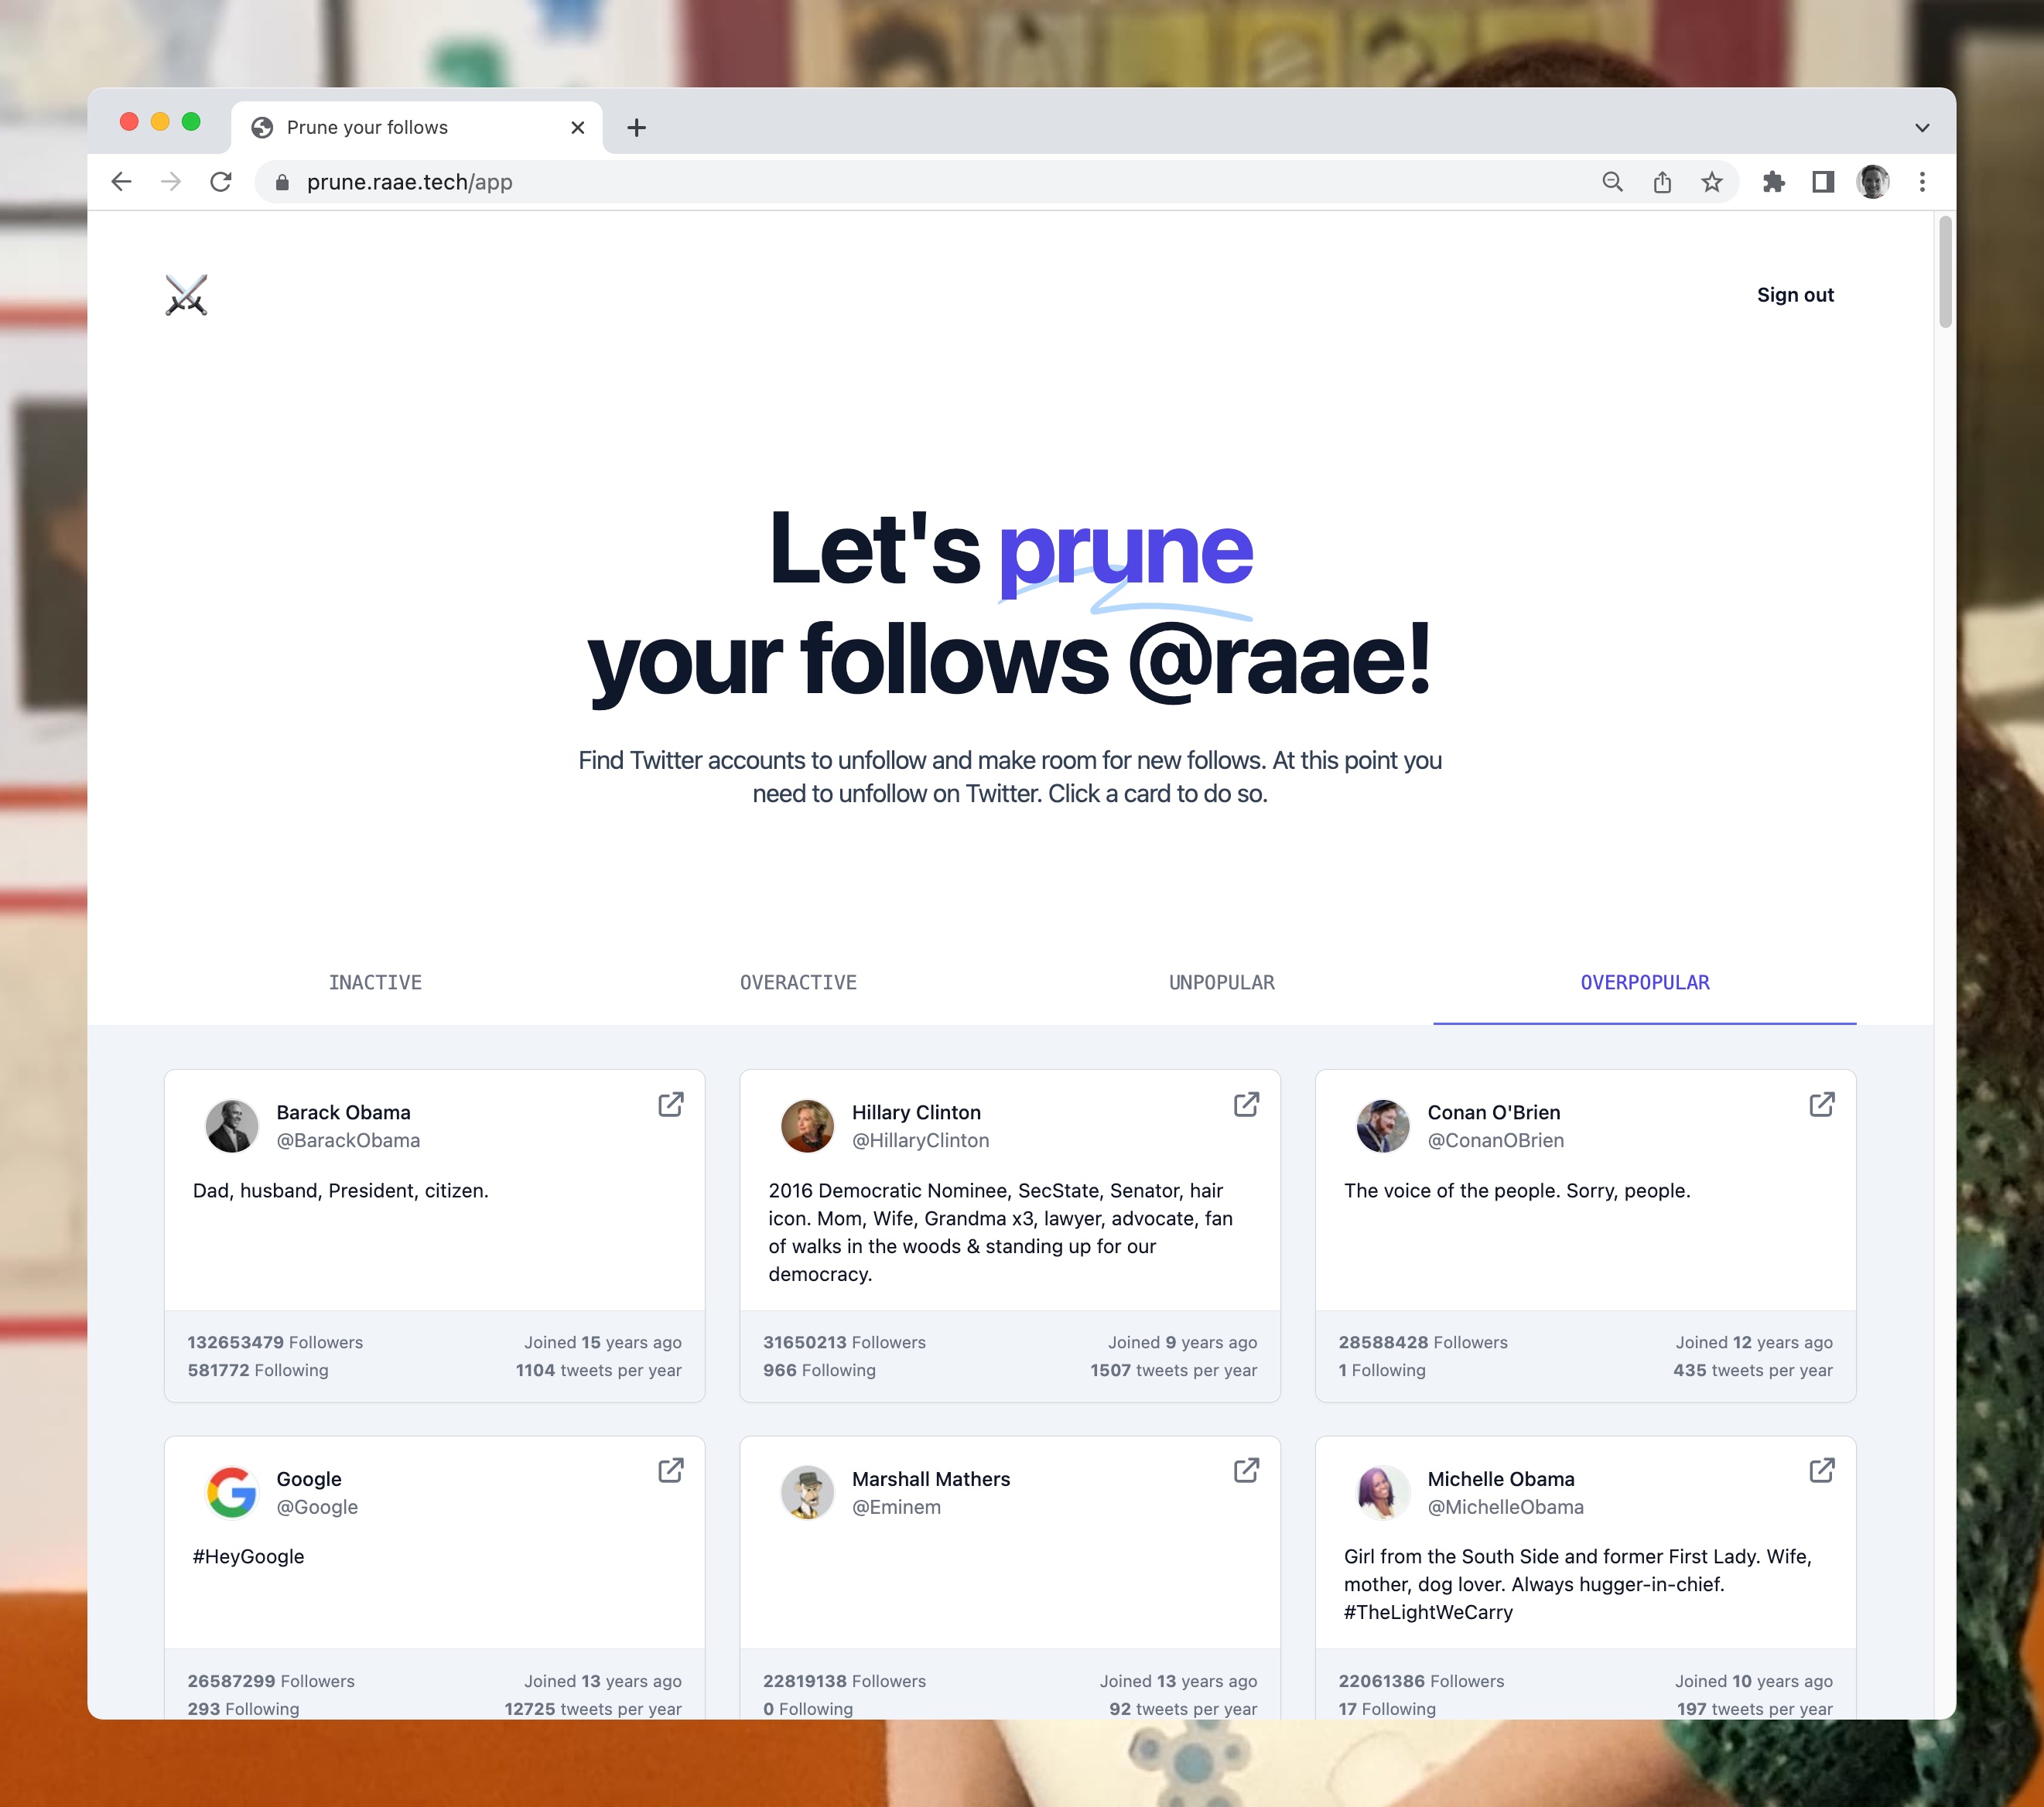 Prune your follows
prune.raae.tech/app
Sign out
Let's prune
your follows @raae!
Find Twitter accounts to unfollow and make room for new follows. At this point you
need to unfollow on Twitter. Click a card to do so.
INACTIVE
OVERACTIVE
UNPOPULAR
OVERPOPULAR
Barack Obama
@BarackObama
Dad, husband, President, citizen.
132653479 Followers
Joined 15 years ago
581772 Following
1104 tweets per year
Hillary Clinton
@HillaryClinton
2016 Democratic Nominee, SecState, Senator, hair
icon. Mom, Wife, Grandma x3, lawyer, advocate, fan
of walks in the woods & standing up for our
democracy.
31650213 Followers
Joined 9 years ago
966 Following
1507 tweets per year
Conan O'Brien
@ConanOBrien
The voice of the people. Sorry, people.
28588428 Followers
Joined 12 years ago
1 Following
435 tweets per year
Google
@Google
#HeyGoogle
26587299 Followers
Joined 13 years ago
293 Following
12725 tweets per year
Marshall Mathers
@Eminem
22819138 Followers
Joined 13 years ago
0 Following
92 tweets per year
Michelle Obama
@MichelleObama
Girl from the South Side and former First Lady. Wife,
mother, dog lover. Always hugger-in-chief.
#TheLightWeCarry
22061386 Followers
Joined 10 years ago
17 Following
197 tweets per year